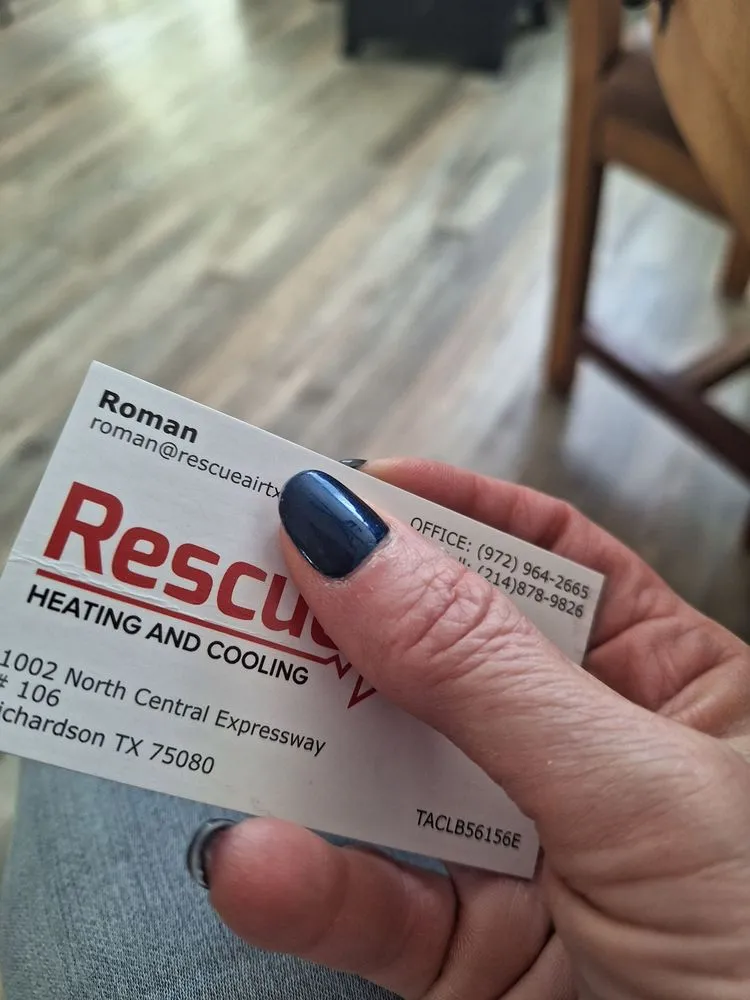 Roman
roman@rescueairtx
Rescue
HEATING AND COOLING
OFFICE: (972) 964-2665
(214)878-9826
1002 North Central Expressway
# 106
ichardson TX 75080
TACLB56156E